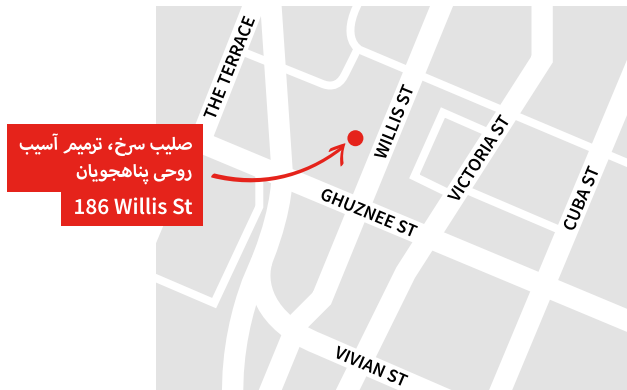 THE TERRACE
WILLIS ST
VICTORIA ST
CUBA ST
GHUZNEE ST
VIVIAN ST
صلیب سرخ، ترمیم آسیب
روحی پناهجویان
186 Willis St